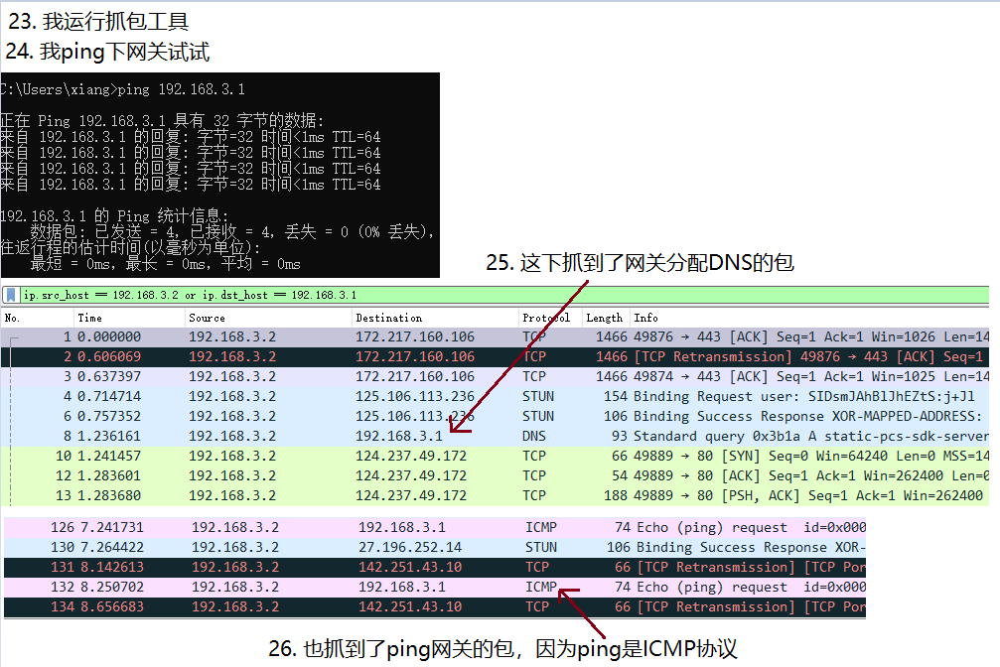 23. 我运行抓包工具
24. 我ping下网关试试
C:\Users\xiang>ping 192.168.3.1
正在 Ping 192.168.3.1 具有 32 字节的数据:
来自 192.168.3.1 的回复: 字节=32 时间<1ms TTL=64
来自 192.168.3.1 的回复: 字节=32 时间<1ms TTL=64
来自 192.168.3.1 的回复: 字节=32 时间<1ms TTL=64
来自 192.168.3.1 的回复: 字节=32 时间<1ms TTL=64
192.168.3.1 的 Ping 统计信息:
数据包: 已发送 = 4, 已接收 = 4, 丢失 = 0 (0% 丢失),
往返行程的估计时间(以毫秒为单位):
最短 = 0ms, 最长 = 0ms, 平均 = 0ms
25. 这下抓到了网关分配DNS的包
ip.src_host == 192.168.3.2 or ip.dst_host == 192.168.3.1
No. Time Source Destination Protocol Length Info
1 0.000000 192.168.3.2 172.217.160.106 TCP 1466 49876 → 443 [ACK] Seq=1 Ack=1 Win=1026 Len=14
2 0.606069 192.168.3.2 172.217.160.106 TCP 1466 [TCP Retransmission] 49876 → 443 [ACK] Seq=1
3 0.637397 192.168.3.2 172.217.160.106 TCP 1466 49874 → 443 [ACK] Seq=1 Ack=1 Win=1025 Len=14
4 0.714714 192.168.3.2 125.106.113.236 STUN 154 Binding Request user: SIDsmJAhBlJhEZtS:j+Jl
6 0.757352 192.168.3.2 125.106.113.236 STUN 106 Binding Success Response XOR-MAPPED-ADDRESS:
8 1.236161 192.168.3.2 192.168.3.1 DNS 93 Standard query 0x3b1a A static-pcs-sdk-server
10 1.241457 192.168.3.2 124.237.49.172 TCP 66 49889 → 80 [SYN] Seq=0 Win=64240 Len=0 MSS=14
12 1.283601 192.168.3.2 124.237.49.172 TCP 54 49889 → 80 [ACK] Seq=1 Ack=1 Win=262400 Len=0
13 1.283680 192.168.3.2 124.237.49.172 TCP 188 49889 → 80 [PSH, ACK] Seq=1 Ack=1 Win=262400
126 7.241731 192.168.3.2 192.168.3.1 ICMP 74 Echo (ping) request id=0x000
130 7.264422 192.168.3.2 27.196.252.14 STUN 106 Binding Success Response XOR-
131 8.142613 192.168.3.2 142.251.43.10 TCP 66 [TCP Retransmission] [TCP Por
132 8.250702 192.168.3.2 192.168.3.1 ICMP 74 Echo (ping) request id=0x000
134 8.656683 192.168.3.2 142.251.43.10 TCP 66 [TCP Retransmission] [TCP Por
26. 也抓到了ping网关的包，因为ping是ICMP协议